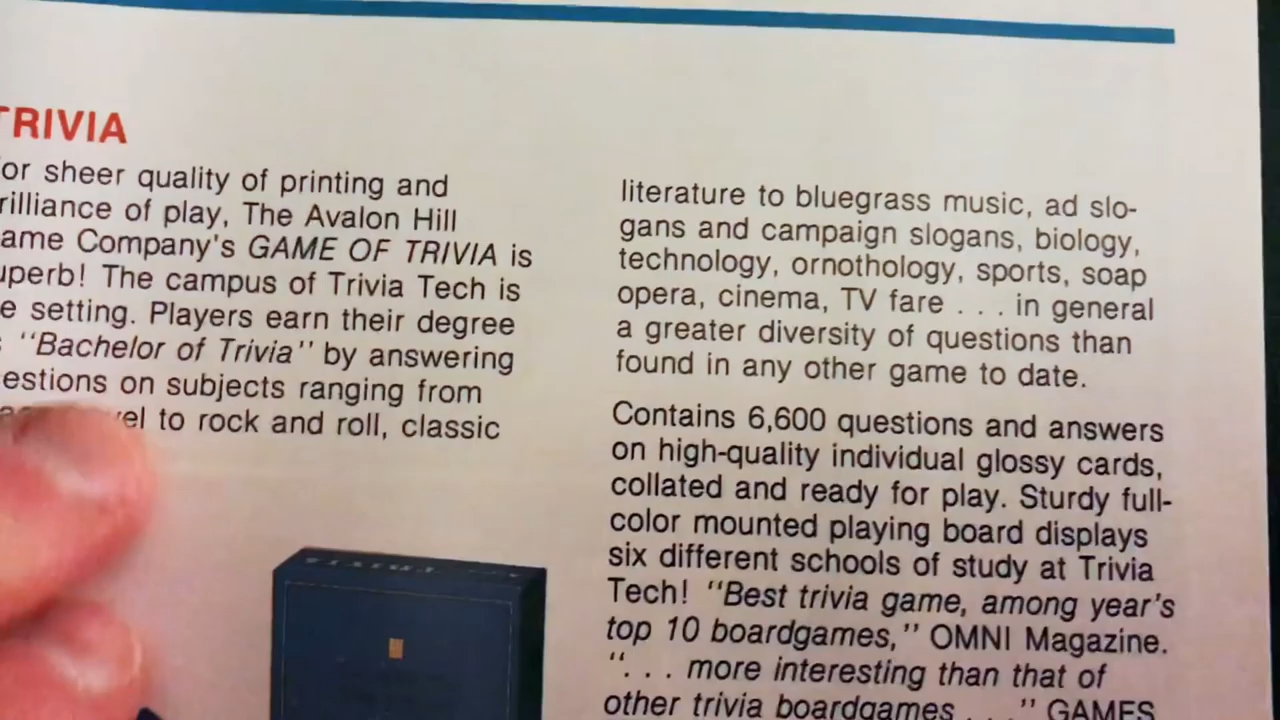 TRIVIA
or sheer quality of printing and
rilliance of play, The Avalon Hill
ame Company's GAME OF TRIVIA is
uperb! The campus of Trivia Tech is
e setting. Players earn their degree
"Bachelor of Trivia" by answering
estions on subjects ranging from
vel to rock and roll, classic
literature to bluegrass music, ad slo-
gans and campaign slogans, biology,
technology, ornothology, sports, soap
opera, cinema, TV fare . . . in general
a greater diversity of questions than
found in any other game to date.
Contains 6,600 questions and answers
on high-quality individual glossy cards,
collated and ready for play. Sturdy full-
color mounted playing board displays
six different schools of study at Trivia
Tech! "Best trivia game, among year's
top 10 boardgames," OMNI Magazine.
". . . more interesting than that of
other trivia boardgames . . ." GAMES